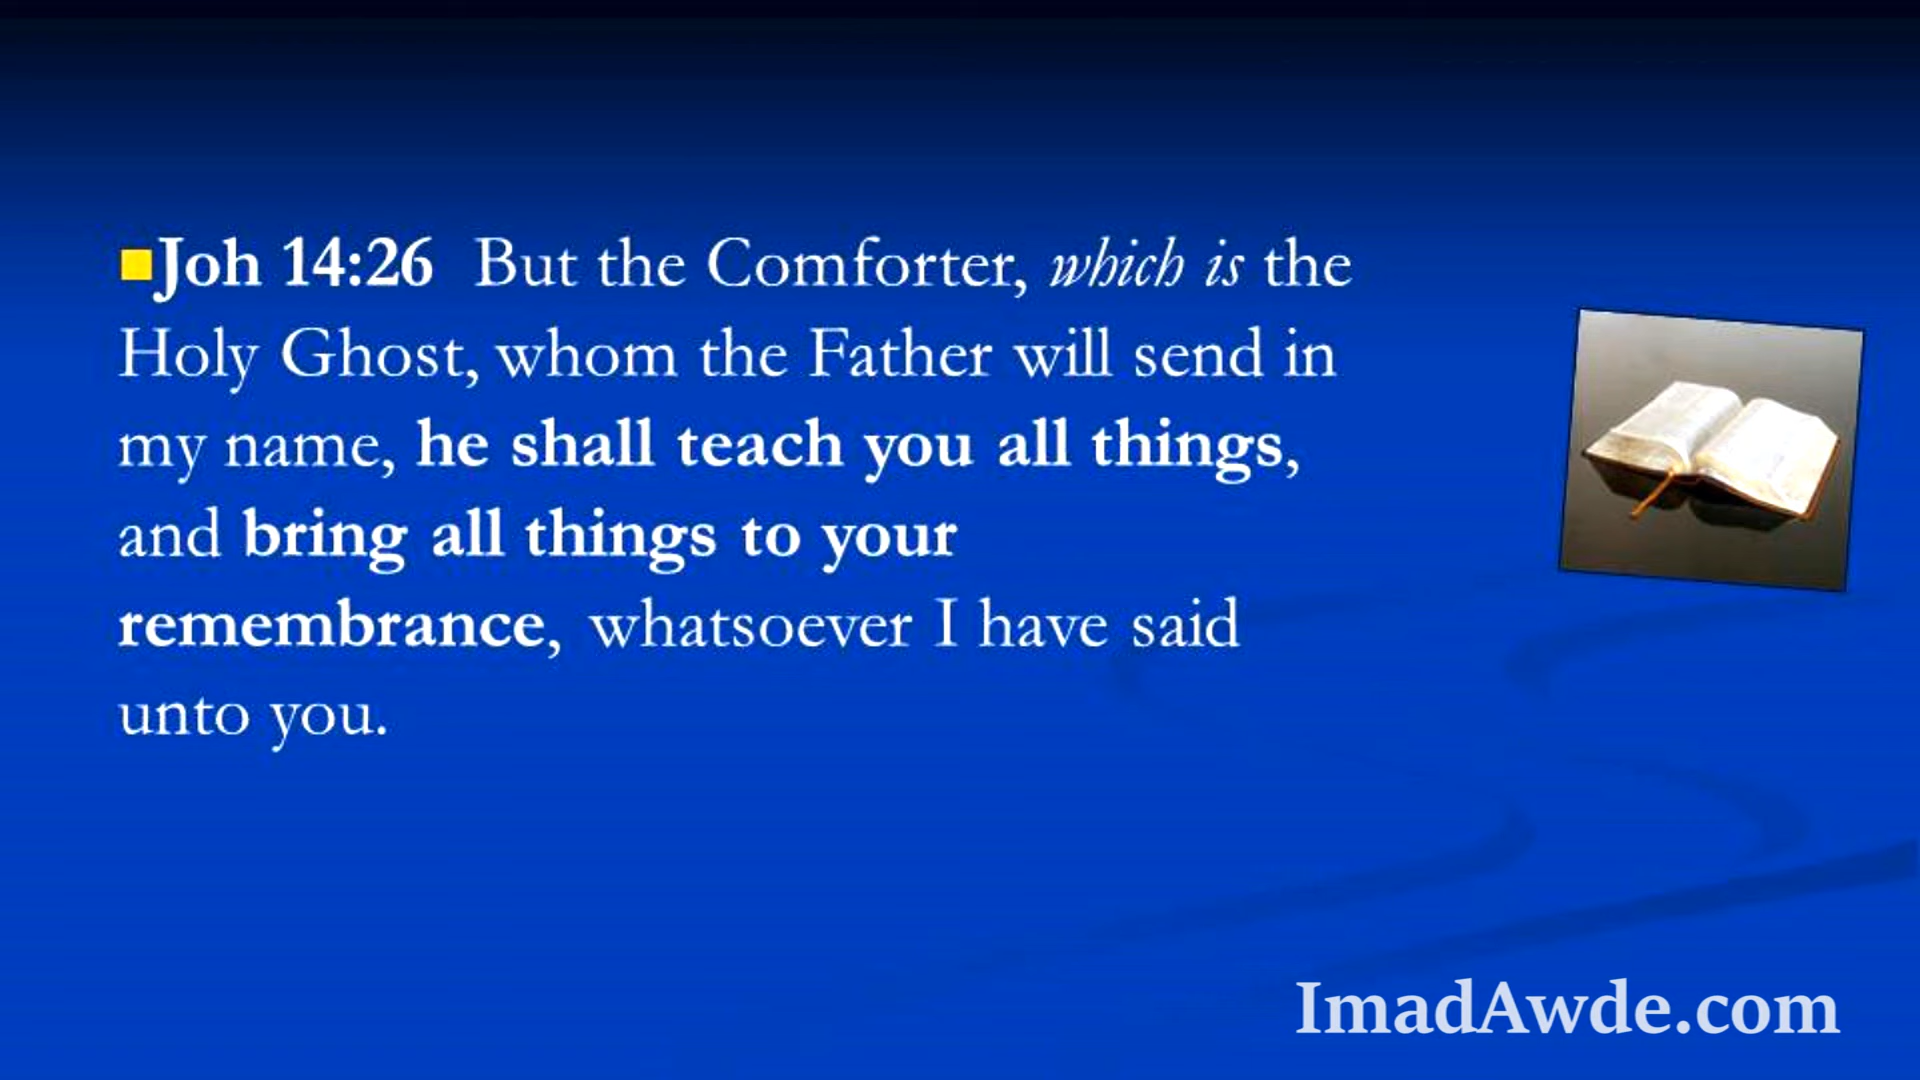 Joh 14:26 But the Comforter, which is the
Holy Ghost, whom the Father will send in
my name, he shall teach you all things,
and bring all things to your
remembrance, whatsoever I have said
unto you.
ImadAwde.com